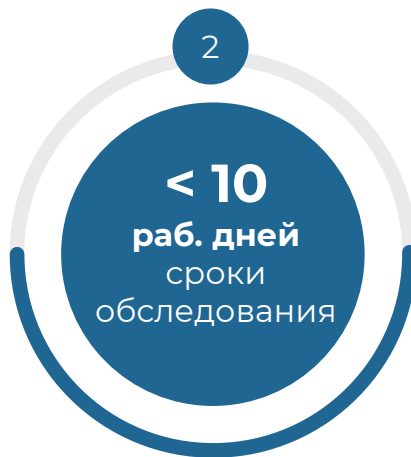 2
< 10
раб. дней
сроки
обследования